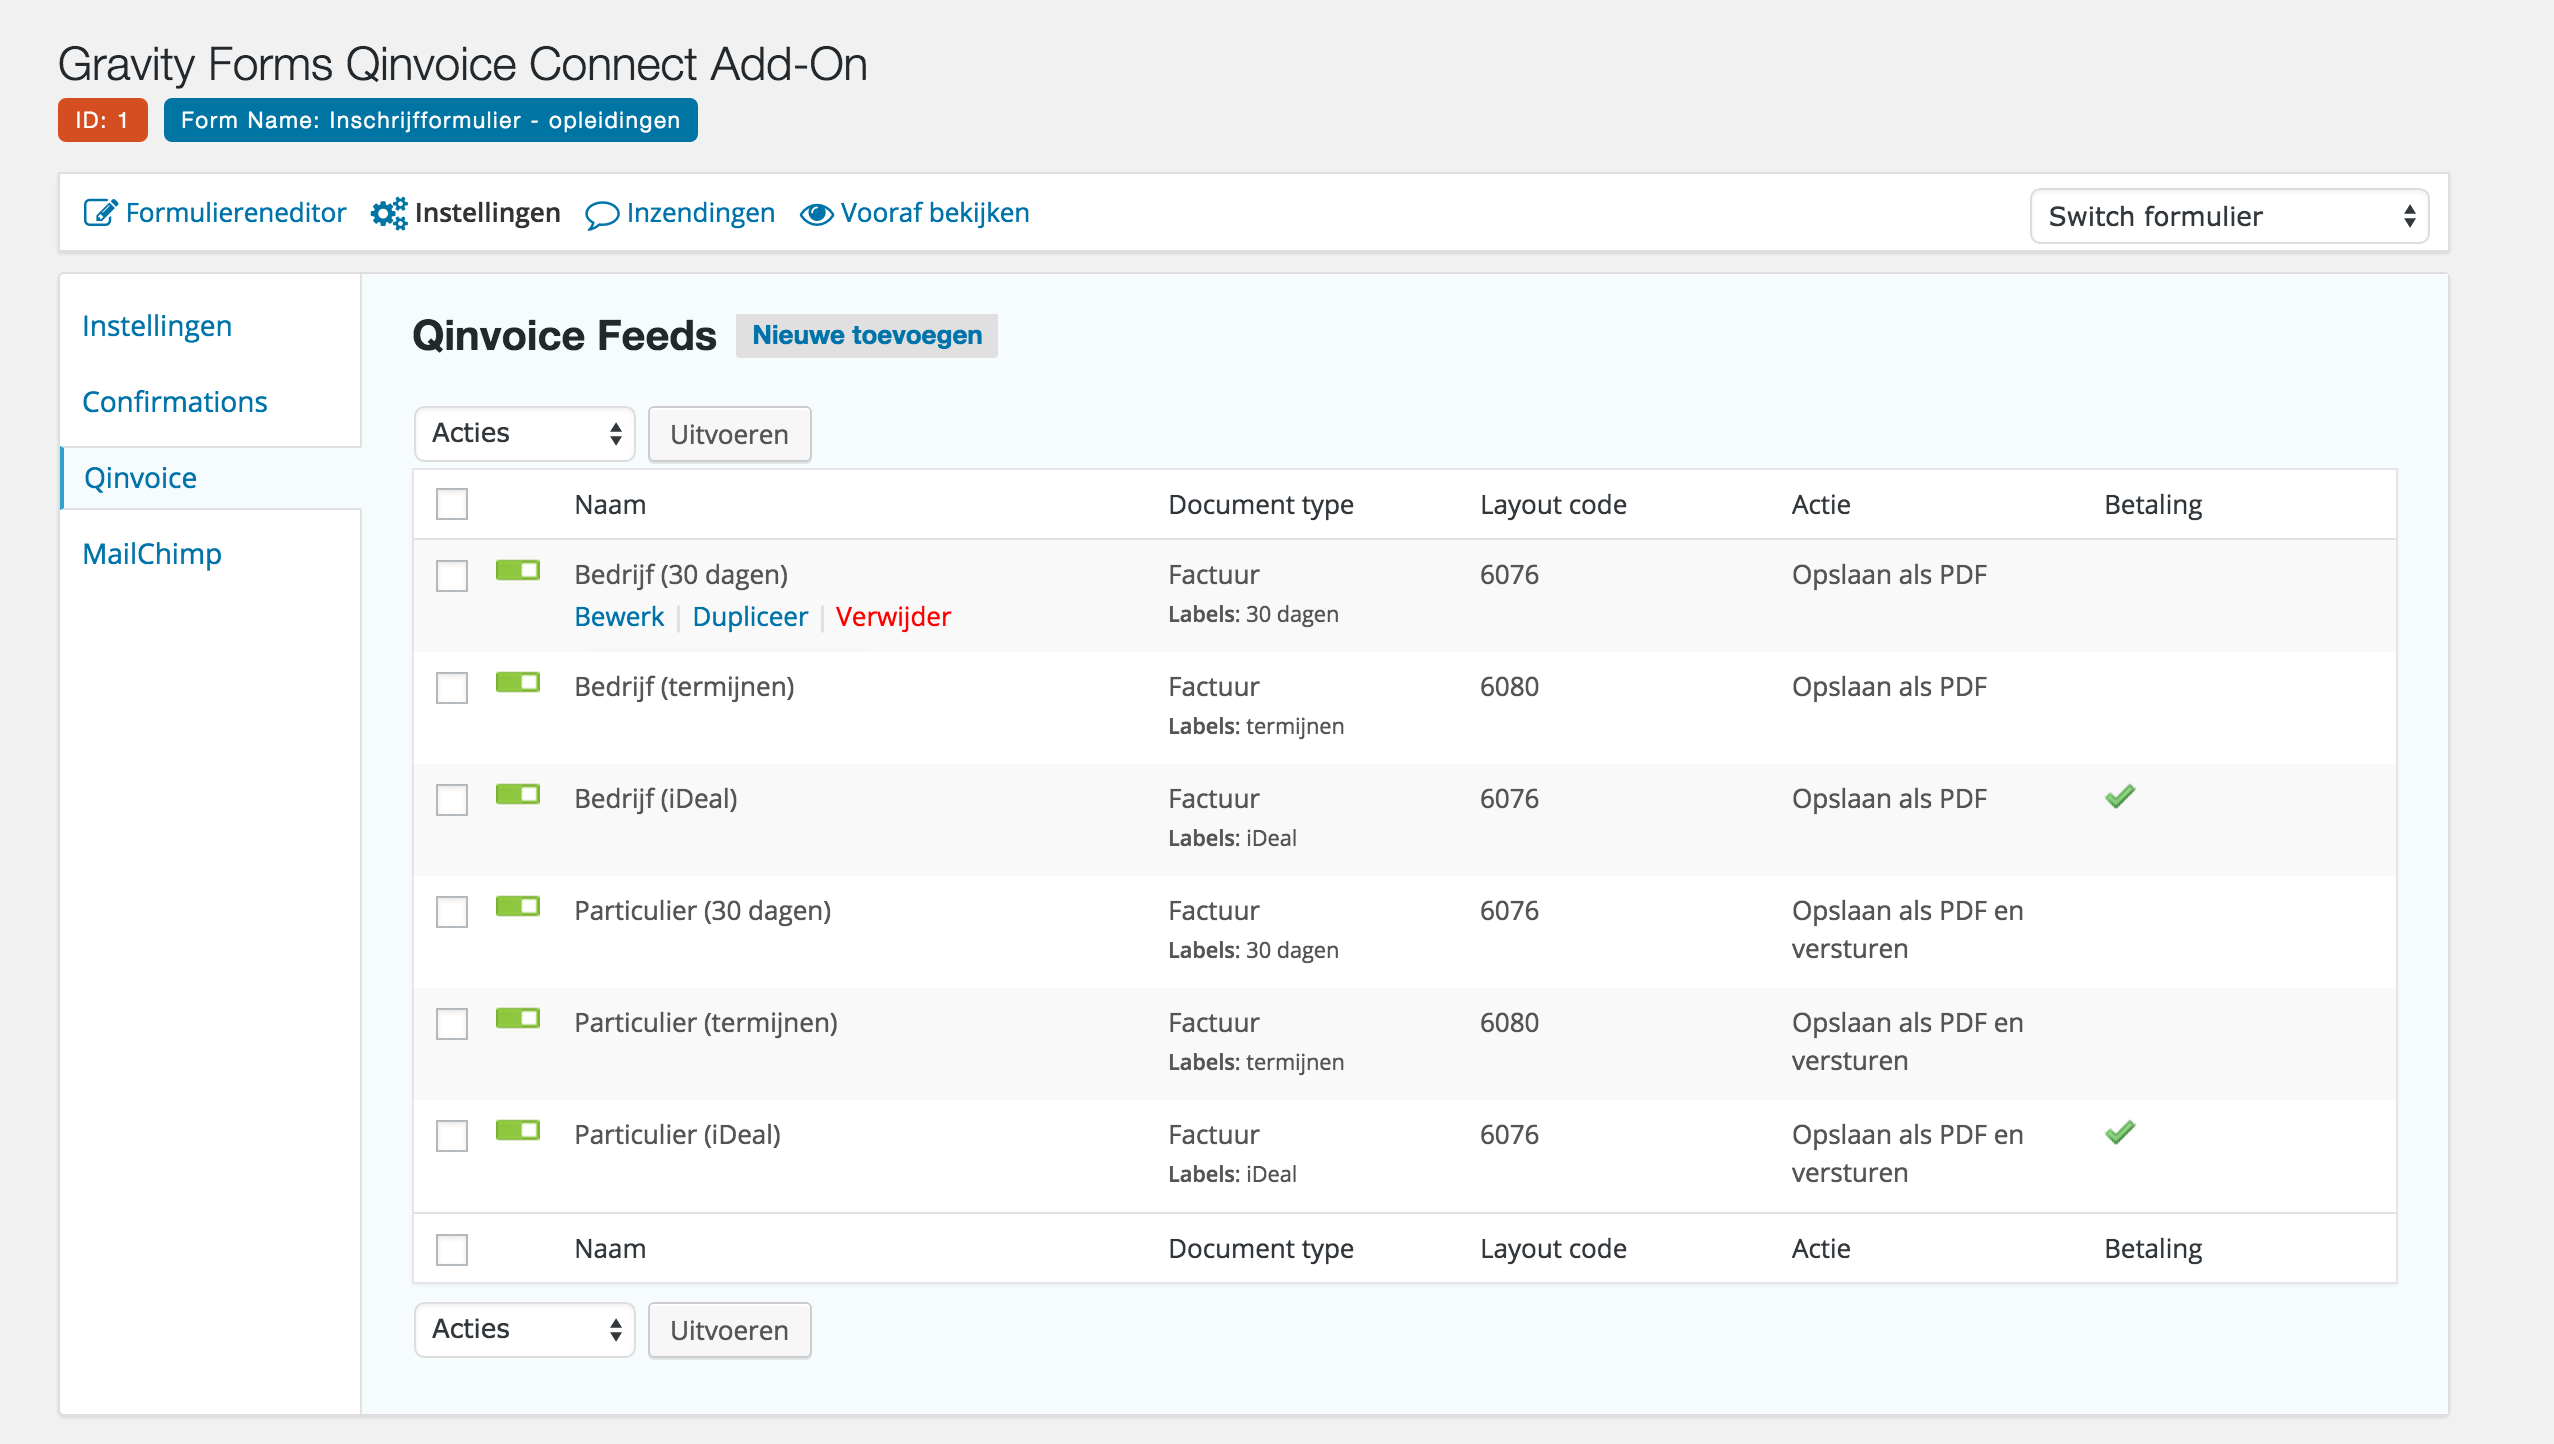 Gravity Forms Qinvoice Connect Add-On
ID: 1 Form Name: Inschrijfformulier - opleidingen
Formuliereneditor Instellingen Inzendingen Vooraf bekijken Switch formulier
Instellingen
Confirmations
Qinvoice
MailChimp
Qinvoice Feeds Nieuwe toevoegen
Acties Uitvoeren
Naam Document type Layout code Actie Betaling
Bedrijf (30 dagen) Factuur 6076 Opslaan als PDF
Bewerk | Dupliceer | Verwijder Labels: 30 dagen
Bedrijf (termijnen) Factuur 6080 Opslaan als PDF
Labels: termijnen
Bedrijf (iDeal) Factuur 6076 Opslaan als PDF
Labels: iDeal
Particulier (30 dagen) Factuur 6076 Opslaan als PDF en
Labels: 30 dagen versturen
Particulier (termijnen) Factuur 6080 Opslaan als PDF en
Labels: termijnen versturen
Particulier (iDeal) Factuur 6076 Opslaan als PDF en
Labels: iDeal versturen
Naam Document type Layout code Actie Betaling
Acties Uitvoeren